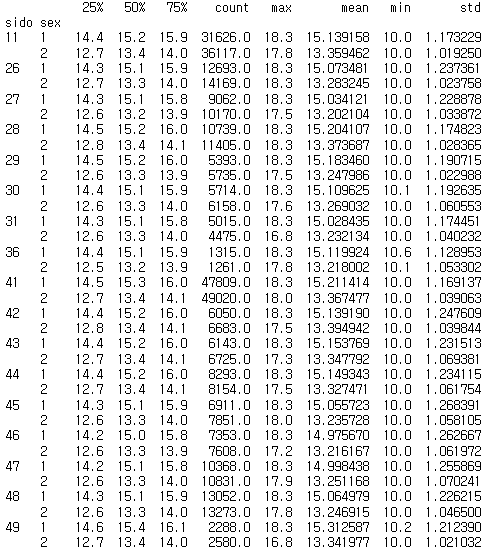 25% 50% 75% count max mean min std
sido sex
11 1 14.4 15.2 15.9 31626.0 18.3 15.139158 10.0 1.173229
2 12.7 13.4 14.0 36117.0 17.8 13.359462 10.0 1.019250
26 1 14.3 15.1 15.9 12693.0 18.3 15.073481 10.0 1.237361
2 12.7 13.3 14.0 14169.0 18.3 13.283245 10.0 1.023758
27 1 14.3 15.1 15.8 9062.0 18.3 15.034121 10.0 1.228878
2 12.6 13.2 13.9 10170.0 17.5 13.202104 10.0 1.033872
28 1 14.5 15.2 16.0 10739.0 18.3 15.204107 10.0 1.174823
2 12.8 13.4 14.1 11405.0 18.3 13.373687 10.0 1.028365
29 1 14.5 15.2 16.0 5393.0 18.3 15.183460 10.0 1.190715
2 12.6 13.3 13.9 5735.0 17.5 13.247986 10.0 1.022988
30 1 14.4 15.1 15.9 5714.0 18.3 15.109625 10.1 1.192635
2 12.6 13.3 14.0 6158.0 17.6 13.269032 10.0 1.060553
31 1 14.3 15.1 15.8 5015.0 18.3 15.028435 10.0 1.174451
2 12.6 13.3 14.0 4475.0 16.8 13.232134 10.0 1.040232
36 1 14.4 15.1 15.9 1315.0 18.3 15.119924 10.6 1.128953
2 12.5 13.2 13.9 1261.0 17.8 13.218002 10.1 1.053302
41 1 14.5 15.3 16.0 47809.0 18.3 15.211414 10.0 1.169137
2 12.7 13.4 14.1 49020.0 18.0 13.367477 10.0 1.039063
42 1 14.4 15.2 16.0 6050.0 18.3 15.139190 10.0 1.247609
2 12.8 13.4 14.1 6683.0 17.5 13.394942 10.0 1.039844
43 1 14.4 15.2 16.0 6143.0 18.3 15.153769 10.0 1.231513
2 12.7 13.4 14.1 6725.0 17.3 13.347792 10.0 1.069381
44 1 14.4 15.2 16.0 8293.0 18.3 15.149343 10.0 1.234115
2 12.7 13.4 14.1 8154.0 17.5 13.327471 10.0 1.061754
45 1 14.3 15.1 15.9 6911.0 18.3 15.055723 10.0 1.268391
2 12.6 13.3 14.0 7851.0 18.0 13.235728 10.0 1.058105
46 1 14.2 15.0 15.8 7353.0 18.3 14.975670 10.0 1.262667
2 12.6 13.3 13.9 7608.0 17.2 13.216167 10.0 1.061972
47 1 14.2 15.1 15.8 10368.0 18.3 14.998438 10.0 1.255869
2 12.6 13.3 14.0 10831.0 17.9 13.251168 10.0 1.070241
48 1 14.3 15.1 15.9 13052.0 18.3 15.064979 10.0 1.226215
2 12.6 13.3 14.0 13273.0 17.8 13.246915 10.0 1.046500
49 1 14.6 15.4 16.1 2288.0 18.3 15.312587 10.2 1.212390
2 12.7 13.4 14.0 2580.0 16.8 13.341977 10.0 1.021032